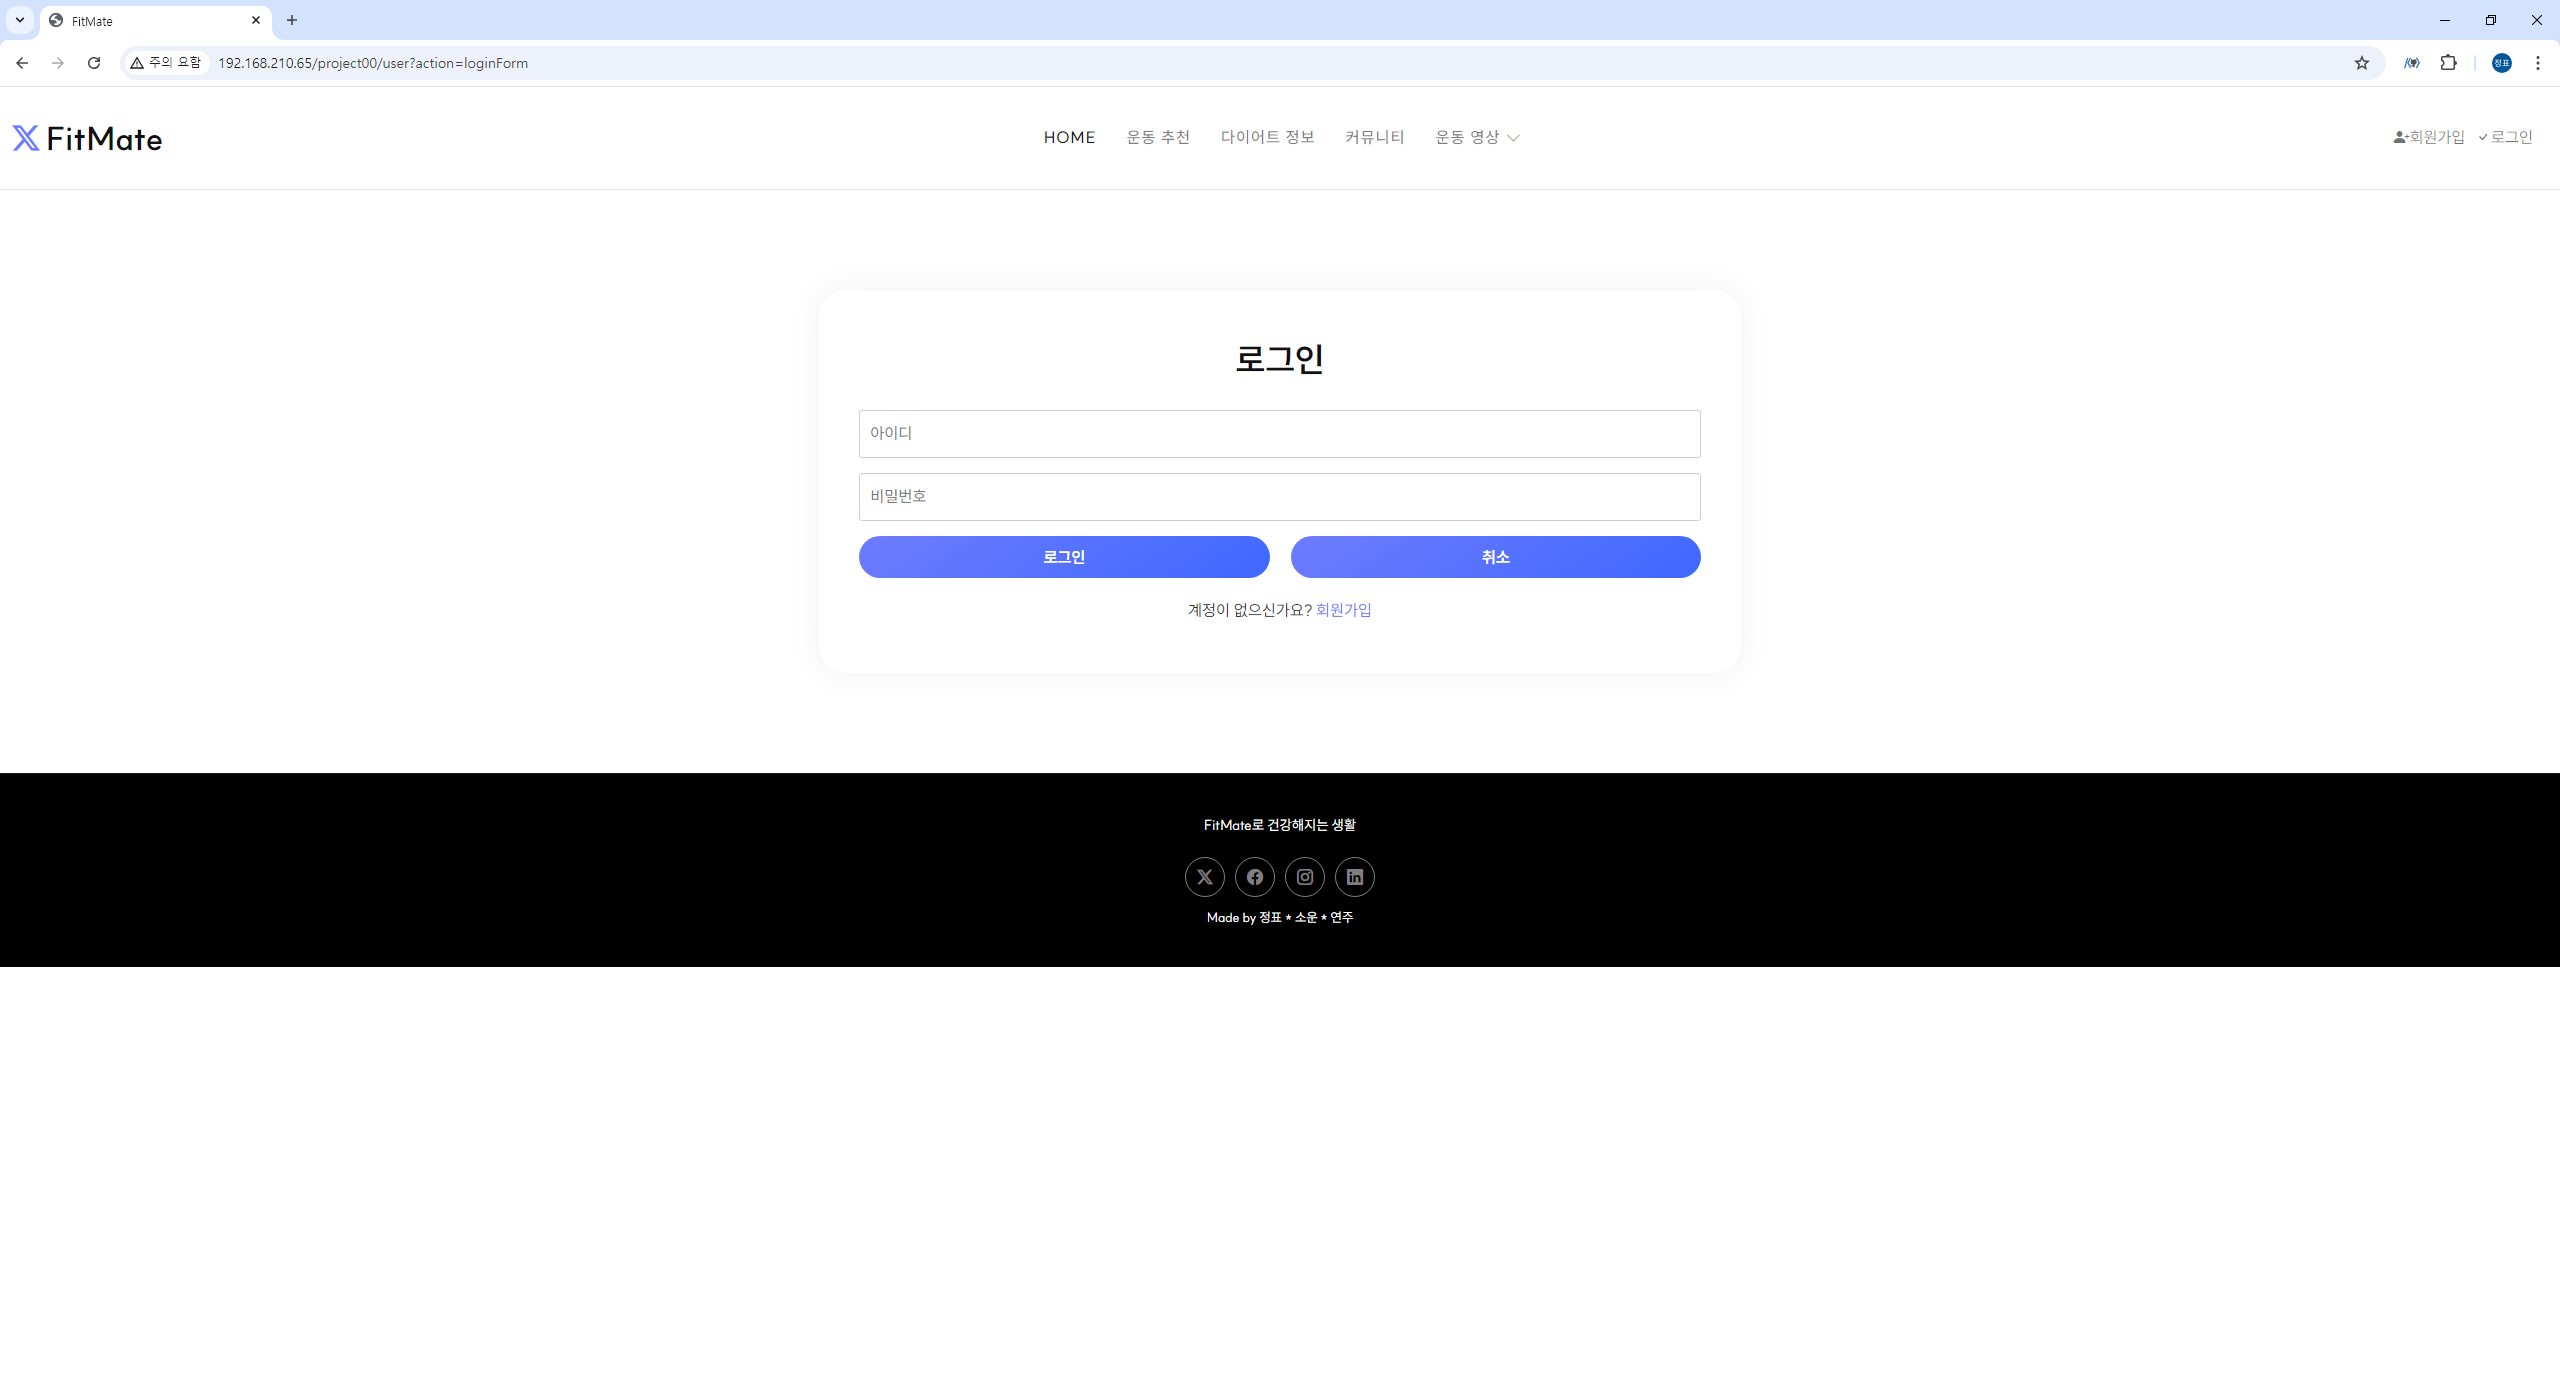 FitMate
주의 요함 192.168.210.65/project00/user?action=loginForm 정표
FitMate HOME 운동 추천 다이어트 정보 커뮤니티 운동 영상 회원가입 로그인
로그인
아이디
비밀번호
로그인 취소
계정이 없으신가요? 회원가입
FitMate로 건강해지는 생활
Made by 정표 * 소운 * 연주